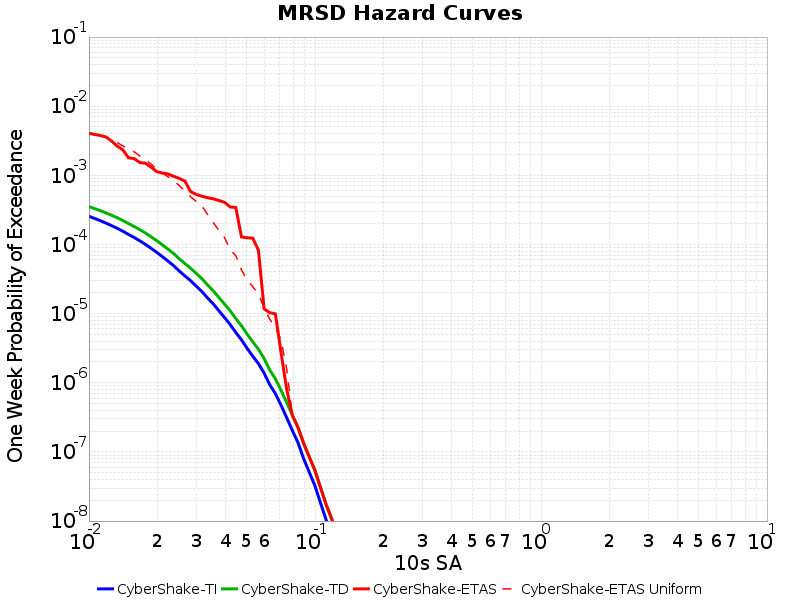 MRSD Hazard Curves
One Week Probability of Exceedance
10^-1
10^-2
10^-3
10^-4
10^-5
10^-6
10^-7
10^-8
10^-2 2 3 4 5 6 10^-1 2 3 4 5 6 7 10^0 2 3 4 5 6 7 10^1
10s SA
CyberShake-TI CyberShake-TD CyberShake-ETAS CyberShake-ETAS Uniform